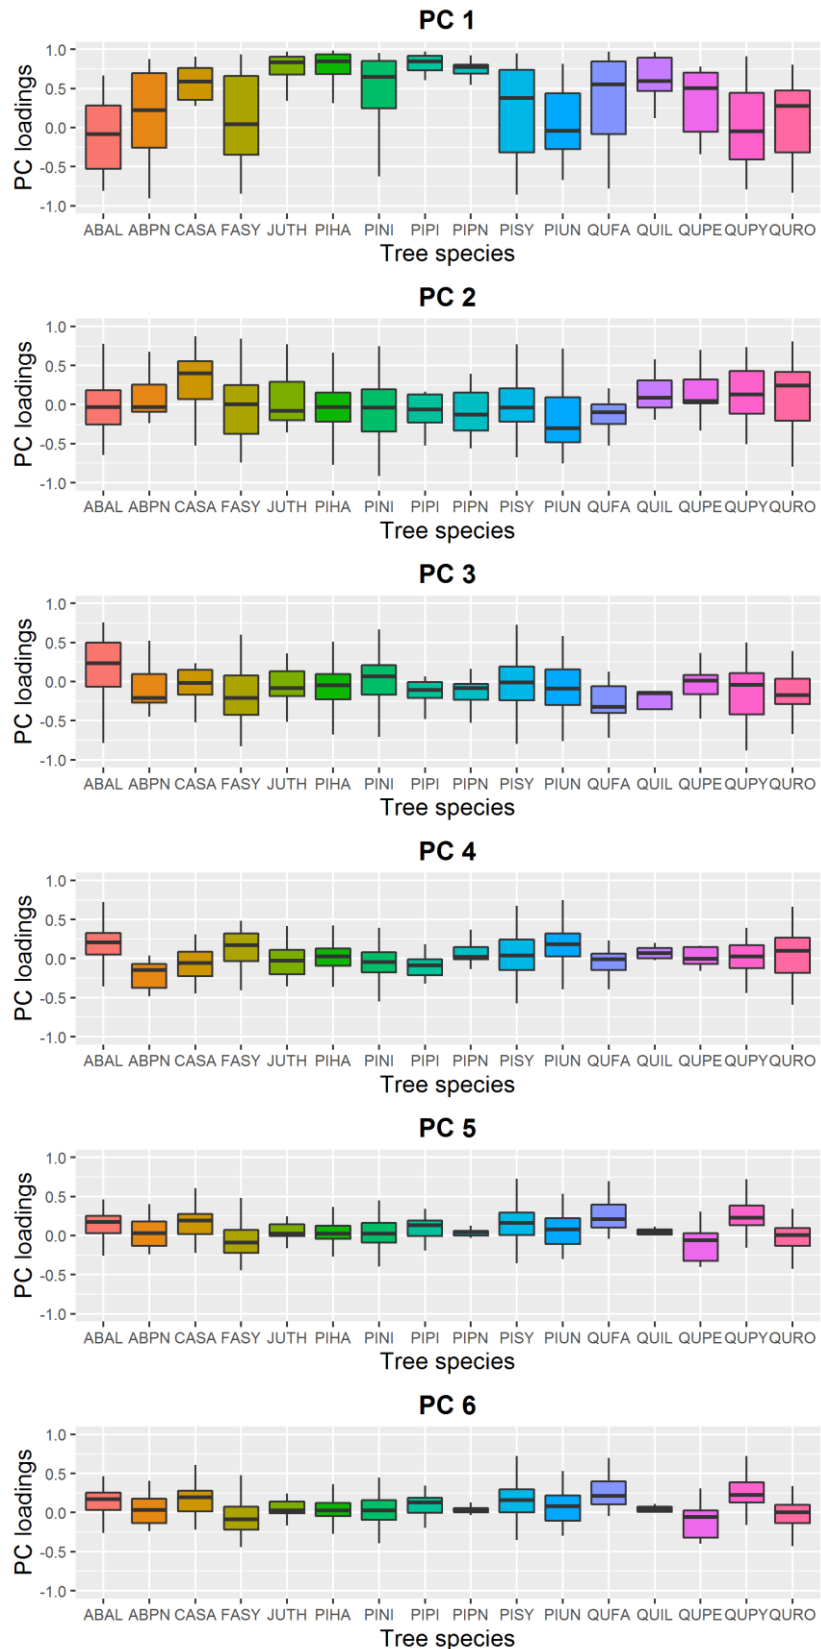 PC 1
PC loadings
1.0
0.5
0.0
-0.5
-1.0
ABAL ABPN CASA FASY JUTH PIHA PINI PIPI PIPN PISY PIUN QUFA QUIL QUPE QUPY QURO
Tree species
PC 2
PC loadings
1.0
0.5
0.0
-0.5
-1.0
ABAL ABPN CASA FASY JUTH PIHA PINI PIPI PIPN PISY PIUN QUFA QUIL QUPE QUPY QURO
Tree species
PC 3
PC loadings
1.0
0.5
0.0
-0.5
-1.0
ABAL ABPN CASA FASY JUTH PIHA PINI PIPI PIPN PISY PIUN QUFA QUIL QUPE QUPY QURO
Tree species
PC 4
PC loadings
1.0
0.5
0.0
-0.5
-1.0
ABAL ABPN CASA FASY JUTH PIHA PINI PIPI PIPN PISY PIUN QUFA QUIL QUPE QUPY QURO
Tree species
PC 5
PC loadings
1.0
0.5
0.0
-0.5
-1.0
ABAL ABPN CASA FASY JUTH PIHA PINI PIPI PIPN PISY PIUN QUFA QUIL QUPE QUPY QURO
Tree species
PC 6
PC loadings
1.0
0.5
0.0
-0.5
-1.0
ABAL ABPN CASA FASY JUTH PIHA PINI PIPI PIPN PISY PIUN QUFA QUIL QUPE QUPY QURO
Tree species